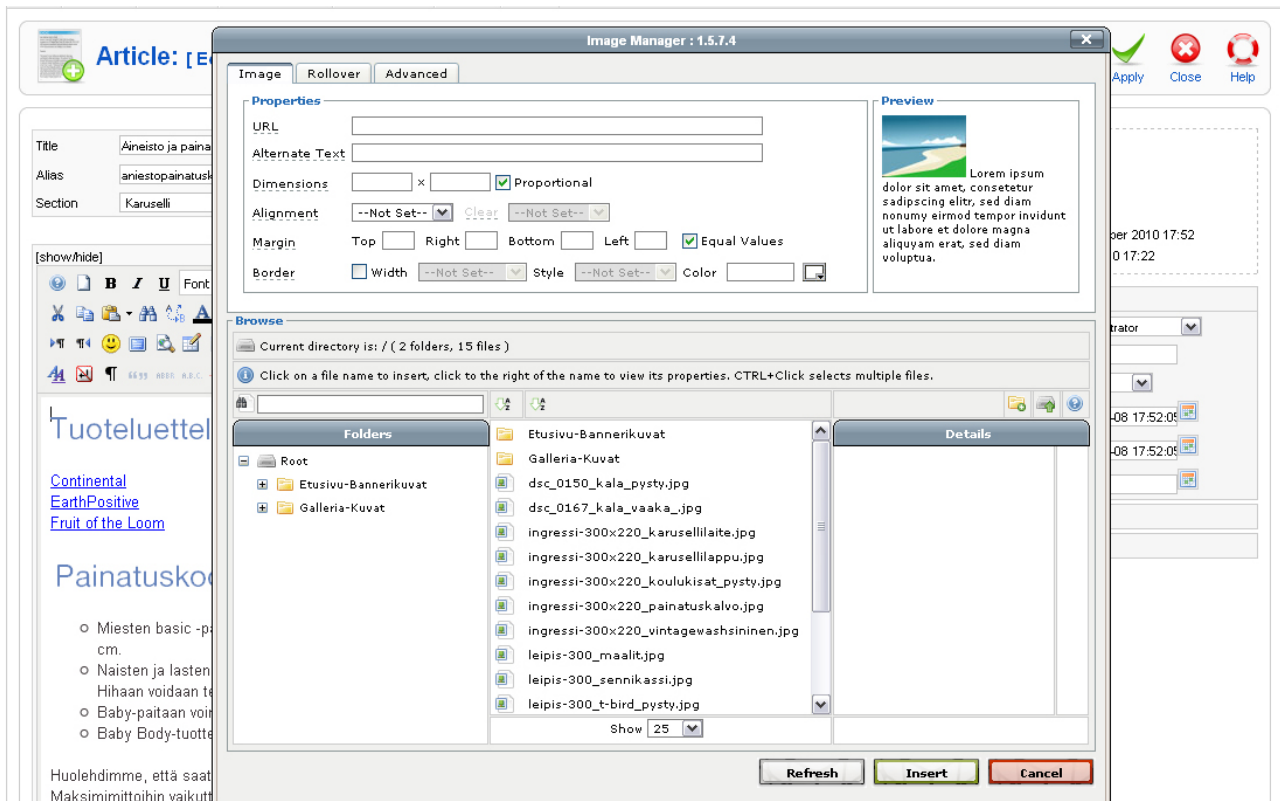 Image Manager : 1.5.7.4
Article: [ Ed
Apply Close Help
Title Aineisto ja paina
Alias aniestopainatusk
Section Karuselli
[show/hide]
B I U Font
A
ABBR A.B.C.
Tuoteluettel
Continental
EarthPositive
Fruit of the Loom
Painatuskoo
Miesten basic -pa
cm.
Naisten ja lasten
Hihaan voidaan te
Baby-paitaan voin
Baby Body-tuotte
Huolehdimme, että saat
Maksimimittoihin vaikutt
Image Rollover Advanced
Properties
URL
Alternate Text
Dimensions x Proportional
Alignment --Not Set-- Clear --Not Set--
Margin Top Right Bottom Left Equal Values
Border Width --Not Set-- Style --Not Set-- Color
Preview
Lorem ipsum
dolor sit amet, consetetur
sadipscing elitr, sed diam
nonumy eirmod tempor invidunt
ut labore et dolore magna
aliquyam erat, sed diam
voluptua.
Browse
Current directory is: / ( 2 folders, 15 files )
Click on a file name to insert, click to the right of the name to view its properties. CTRL+Click selects multiple files.
Folders
Root
Etusivu-Bannerikuvat
Galleria-Kuvat
Etusivu-Bannerikuvat
Galleria-Kuvat
dsc_0150_kala_pysty.jpg
dsc_0167_kala_vaaka_.jpg
ingressi-300x220_karusellilaite.jpg
ingressi-300x220_karusellilappu.jpg
ingressi-300x220_koulukisat_pysty.jpg
ingressi-300x220_painatuskalvo.jpg
ingressi-300x220_vintagewashsininen.jpg
leipis-300_maalit.jpg
leipis-300_sennikassi.jpg
leipis-300_t-bird_pysty.jpg
Show 25
Details
Refresh Insert Cancel
ber 2010 17:52
0 17:22
trator
-08 17:52:05
-08 17:52:05